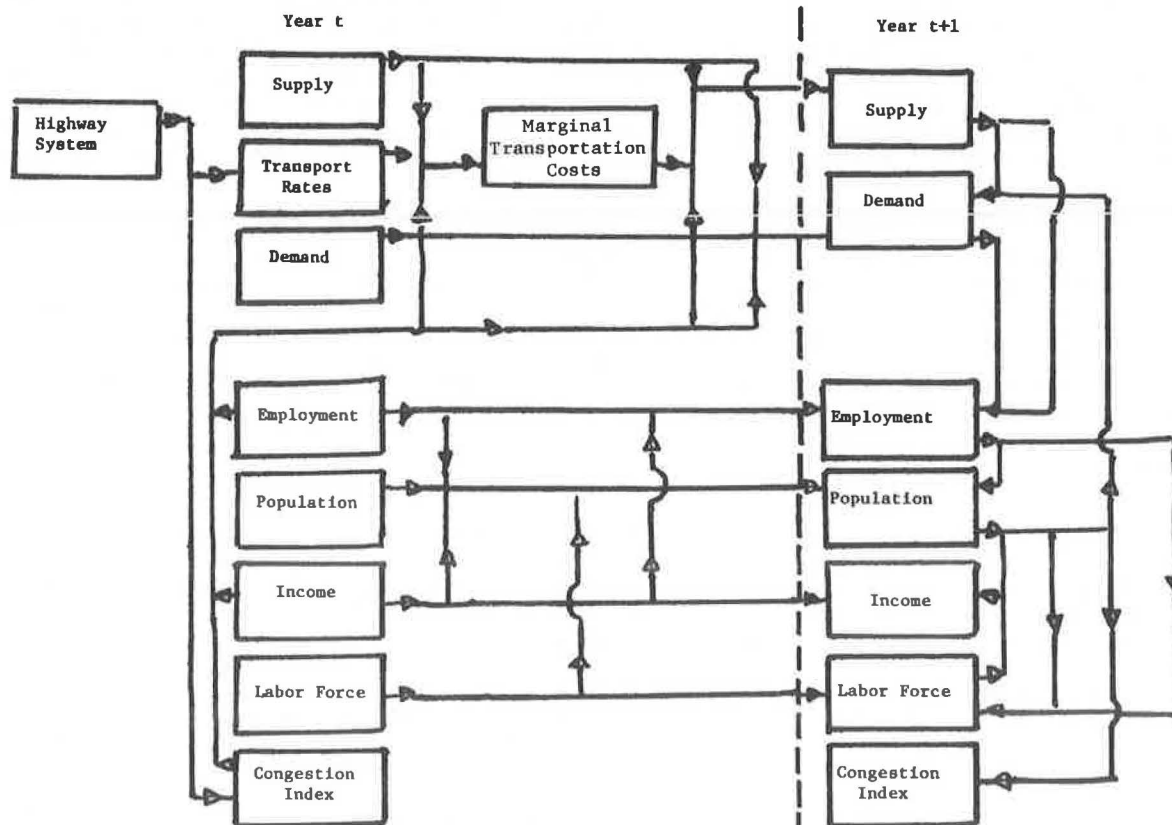 Year t
Year t+1
Highway
System
Supply
Transport
Rates
Demand
Marginal
Transportation
Costs
Employment
Population
Income
Labor Force
Congestion
Index
Supply
Demand
Employment
Population
Income
Labor Force
Congestion
Index